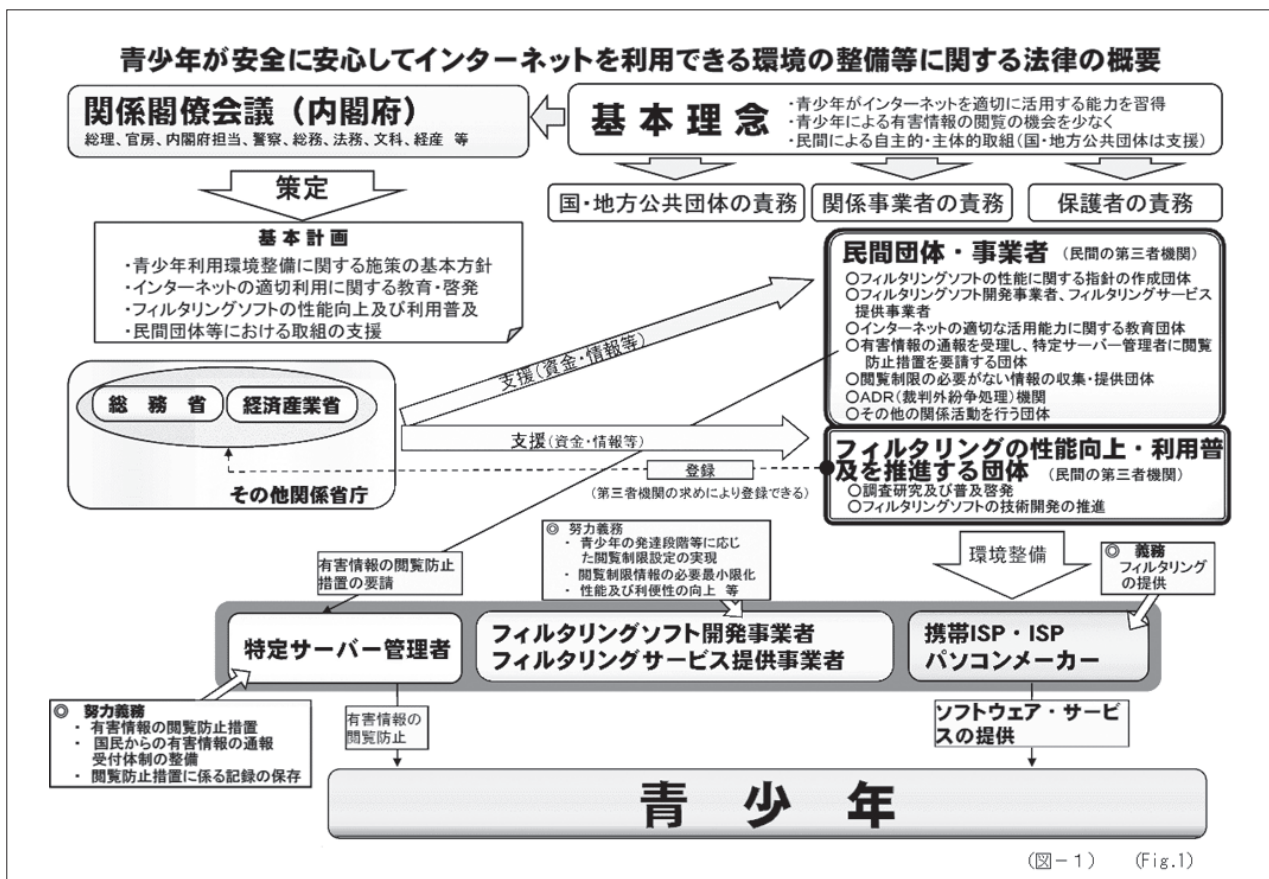 青少年が安全に安心してインターネットを利用できる環境の整備等に関する法律の概要
関係閣僚会議（内閣府）
総理、官房、内閣府担当、警察、総務、法務、文科、経産 等
基本理念
・青少年がインターネットを適切に活用する能力を習得
・青少年による有害情報の閲覧の機会を少なく
・民間による自主的・主体的取組（国・地方公共団体は支援）
策定
国・地方公共団体の責務
関係事業者の責務
保護者の責務
基本計画
・青少年利用環境整備に関する施策の基本方針
・インターネットの適切利用に関する教育・啓発
・フィルタリングソフトの性能向上及び利用普及
・民間団体等における取組の支援
民間団体・事業者（民間の第三者機関）
○フィルタリングソフトの性能に関する指針の作成団体
○フィルタリングソフト開発事業者、フィルタリングサービス
提供事業者
○インターネットの適切な活用能力に関する教育団体
○有害情報の通報を受理し、特定サーバー管理者に閲覧
防止措置を要請する団体
○閲覧制限の必要がない情報の収集・提供団体
○ADR（裁判外紛争処理）機関
○その他の関係活動を行う団体
総務省
経済産業省
その他関係省庁
支援（資金・情報等）
支援（資金・情報等）
登録
（第三者機関の求めにより登録できる）
フィルタリングの性能向上・利用普
及を推進する団体（民間の第三者機関）
○調査研究及び普及啓発
○フィルタリングソフトの技術開発の推進
有害情報の閲覧防止
措置の要請
◎ 努力義務
・ 青少年の発達段階等に応じ
た閲覧制限設定の実現
・ 閲覧制限情報の必要最小限化
・ 性能及び利便性の向上 等
環境整備
◎ 義務
フィルタリング
の提供
特定サーバー管理者
フィルタリングソフト開発事業者
フィルタリングサービス提供事業者
携帯ISP・ISP
パソコンメーカー
◎ 努力義務
・ 有害情報の閲覧防止措置
・ 国民からの有害情報の通報
受付体制の整備
・ 閲覧防止措置に係る記録の保存
有害情報の
閲覧防止
ソフトウェア・サービ
スの提供
青少年
（図－1） (Fig.1)